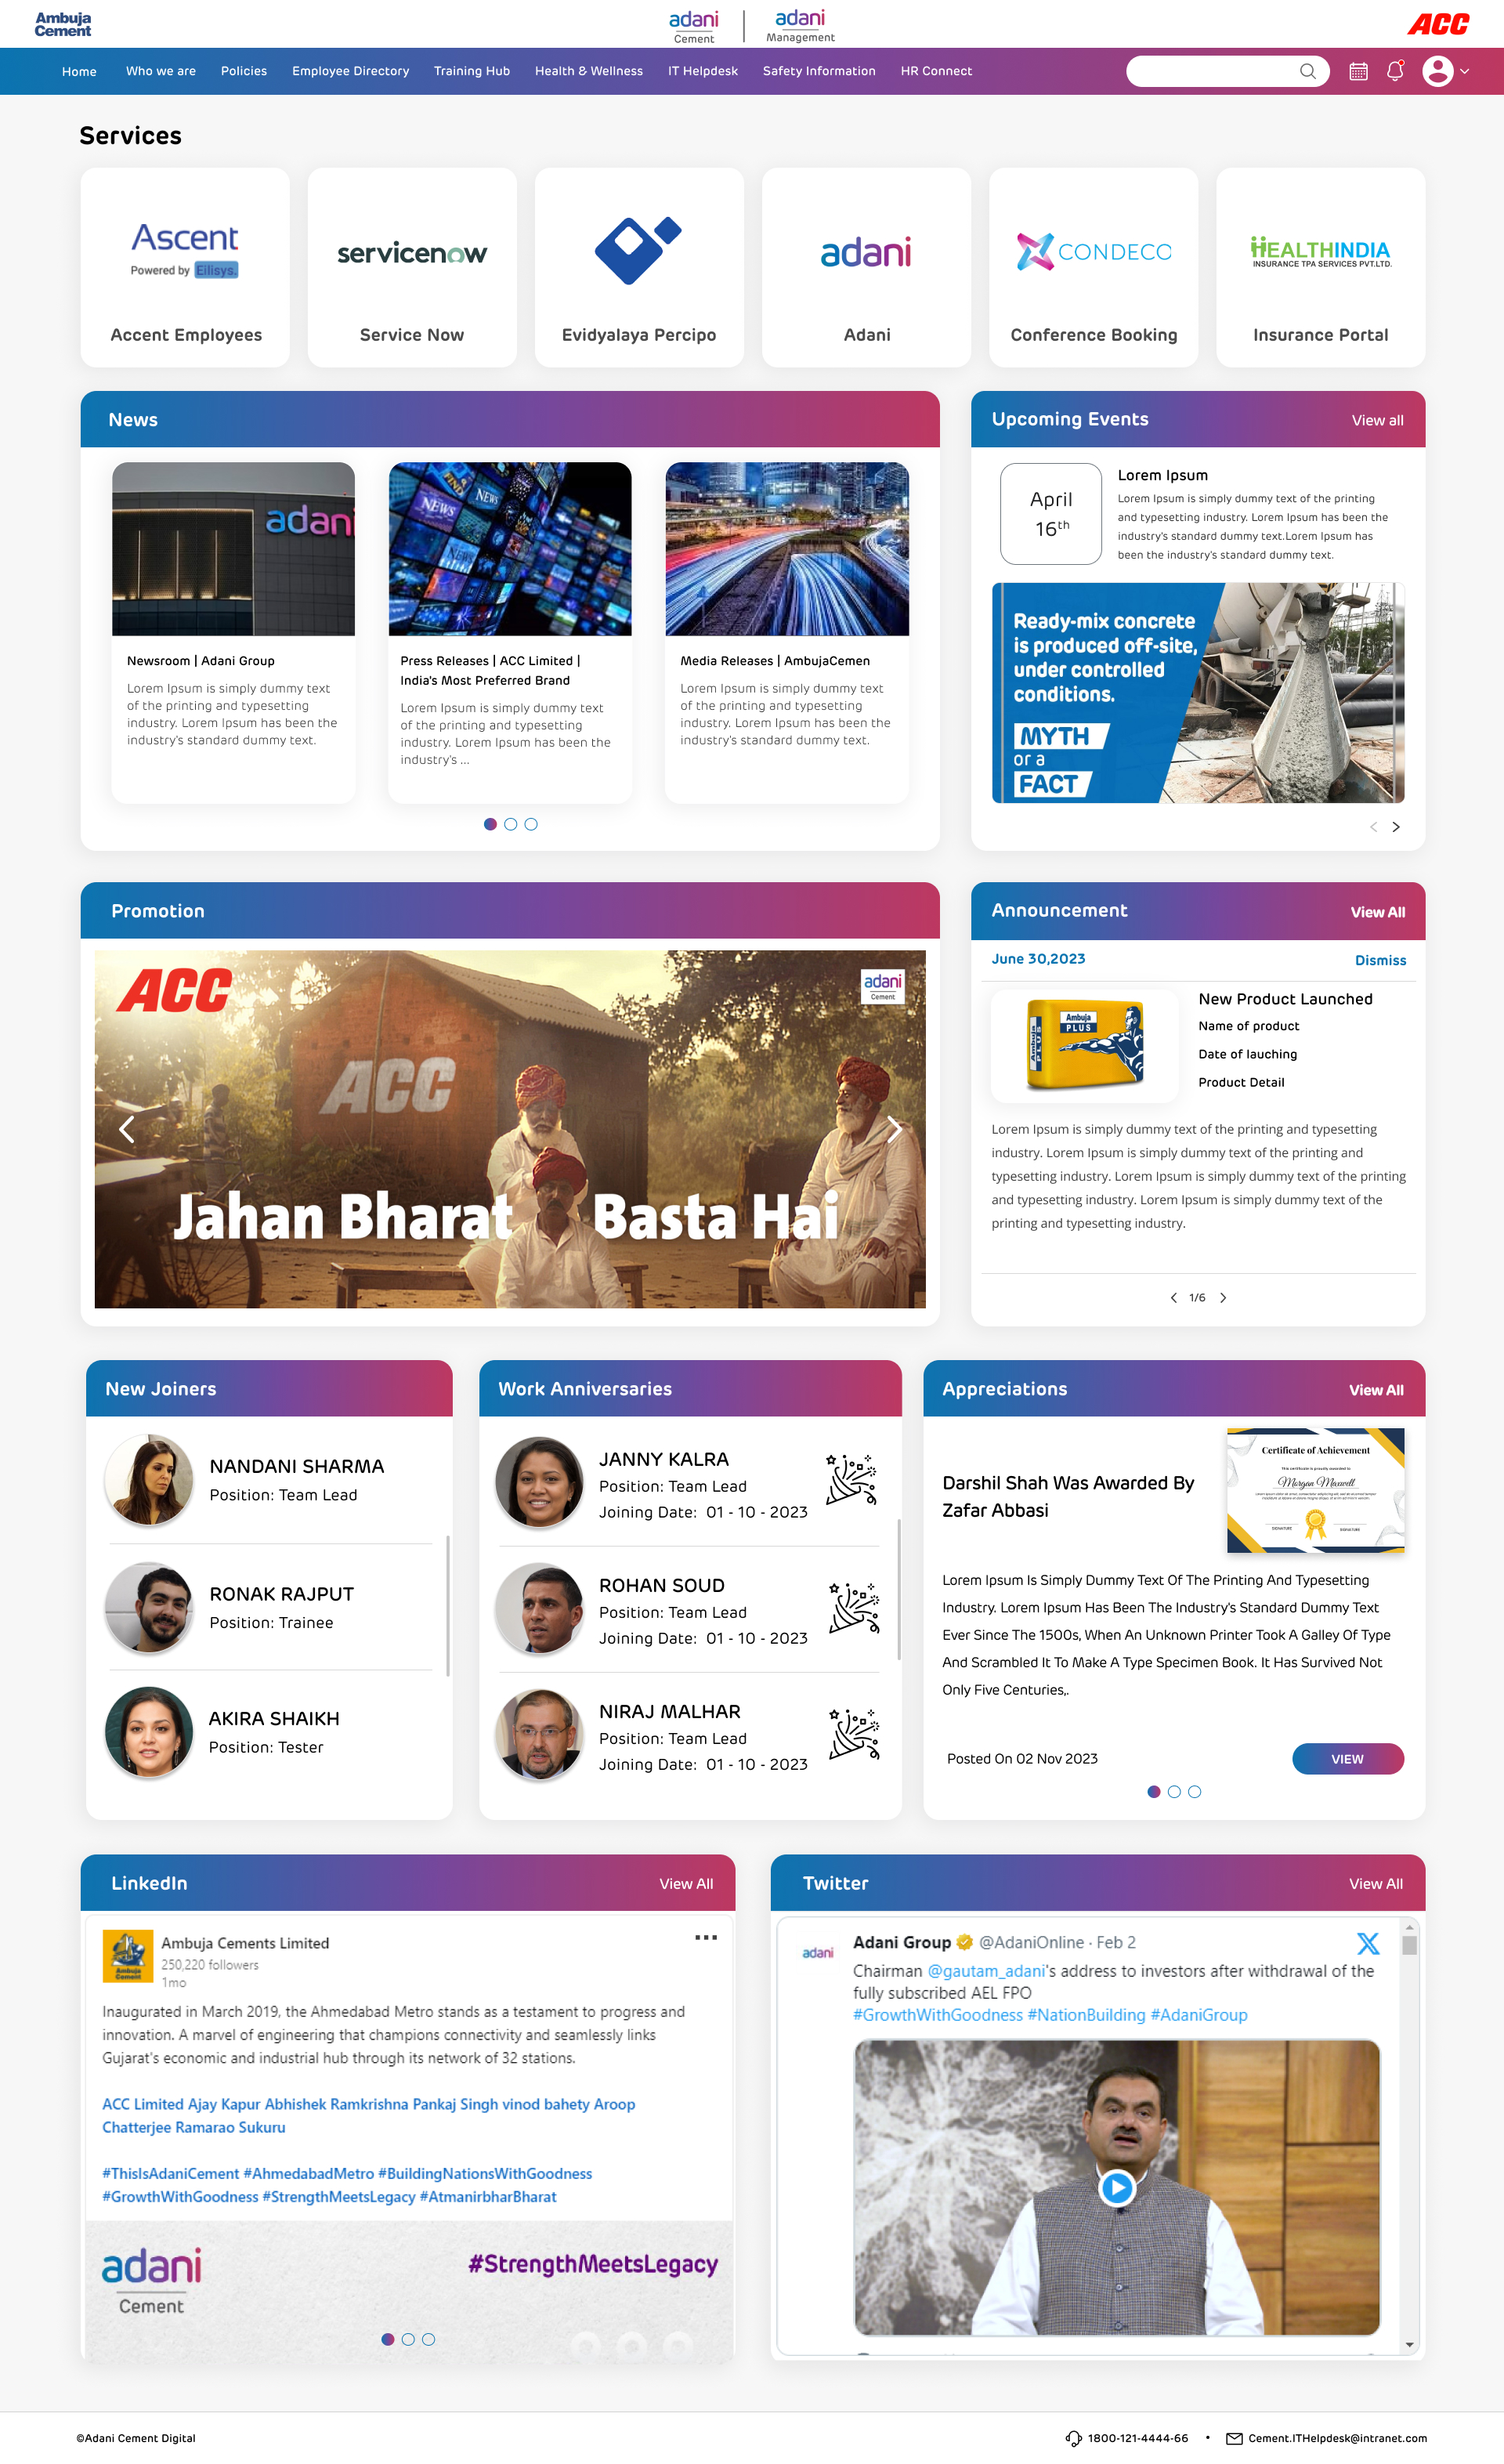 Ambuja
Cement
adani
Cement
adani
Management
ACC
Home Who we are Policies Employee Directory Training Hub Health & Wellness IT Helpdesk Safety Information HR Connect
Services
Ascent
Powered by Eilisys.
Accent Employees
servicenow
Service Now
Evidyalaya Percipo
adani
Adani
CONDECO
Conference Booking
HEALTHINDIA
INSURANCE TPA SERVICES PVT.LTD.
Insurance Portal
News
adani
Newsroom | Adani Group
Lorem Ipsum is simply dummy text
of the printing and typesetting
industry. Lorem Ipsum has been the
industry's standard dummy text.
NEWS
NEWS
Press Releases | ACC Limited |
India's Most Preferred Brand
Lorem Ipsum is simply dummy text
of the printing and typesetting
industry. Lorem Ipsum has been the
industry's ...
Media Releases | AmbujaCemen
Lorem Ipsum is simply dummy text
of the printing and typesetting
industry. Lorem Ipsum has been the
industry's standard dummy text.
Upcoming Events View all
April
16th
Lorem Ipsum
Lorem Ipsum is simply dummy text of the printing
and typesetting industry. Lorem Ipsum has been the
industry's standard dummy text.Lorem Ipsum has
been the industry's standard dummy text.
Ready-mix concrete
is produced off-site,
under controlled
conditions.
MYTH
or a
FACT
Promotion
ACC
adani
Cement
ACC
Jahan Bharat Basta Hai
Announcement View All
June 30,2023 Dismiss
Ambuja
PLUS
Ambuja
PLUS
New Product Launched
Name of product
Date of lauching
Product Detail
Lorem Ipsum is simply dummy text of the printing and typesetting
industry. Lorem Ipsum is simply dummy text of the printing and
typesetting industry. Lorem Ipsum is simply dummy text of the printing
and typesetting industry. Lorem Ipsum is simply dummy text of the
printing and typesetting industry.
1/6
New Joiners
NANDANI SHARMA
Position: Team Lead
RONAK RAJPUT
Position: Trainee
AKIRA SHAIKH
Position: Tester
Work Anniversaries
JANNY KALRA
Position: Team Lead
Joining Date: 01 - 10 - 2023
ROHAN SOUD
Position: Team Lead
Joining Date: 01 - 10 - 2023
NIRAJ MALHAR
Position: Team Lead
Joining Date: 01 - 10 - 2023
Appreciations View All
Darshil Shah Was Awarded By
Zafar Abbasi
Certificate of Achievement
This certificate is proudly awarded to
Morgan Maxwell
SIGNATURE SIGNATURE
Lorem Ipsum Is Simply Dummy Text Of The Printing And Typesetting
Industry. Lorem Ipsum Has Been The Industry's Standard Dummy Text
Ever Since The 1500s, When An Unknown Printer Took A Galley Of Type
And Scrambled It To Make A Type Specimen Book. It Has Survived Not
Only Five Centuries,.
Posted On 02 Nov 2023 VIEW
LinkedIn View All
Ambuja
Cement
Ambuja Cements Limited
250,220 followers
1mo
Inaugurated in March 2019, the Ahmedabad Metro stands as a testament to progress and
innovation. A marvel of engineering that champions connectivity and seamlessly links
Gujarat's economic and industrial hub through its network of 32 stations.
ACC Limited Ajay Kapur Abhishek Ramkrishna Pankaj Singh vinod bahety Aroop
Chatterjee Ramarao Sukuru
#ThisIsAdaniCement #AhmedabadMetro #BuildingNationsWithGoodness
#GrowthWithGoodness #StrengthMeetsLegacy #AtmanirbharBharat
adani
Cement
#StrengthMeetsLegacy
Twitter View All
adani
Adani Group @AdaniOnline · Feb 2
Chairman @gautam_adani's address to investors after withdrawal of the
fully subscribed AEL FPO
#GrowthWithGoodness #NationBuilding #AdaniGroup
©Adani Cement Digital
1800-121-4444-66 • Cement.ITHelpdesk@intranet.com